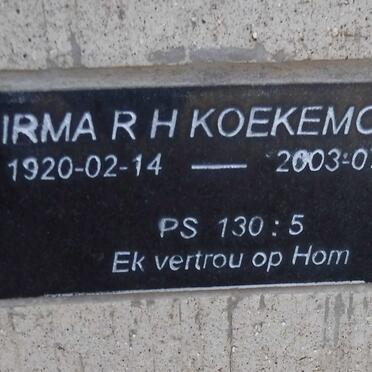 IRMA R H KOEKEMO
1920-02-14 — 2003-0
PS 130:5
Ek vertrou op Hom